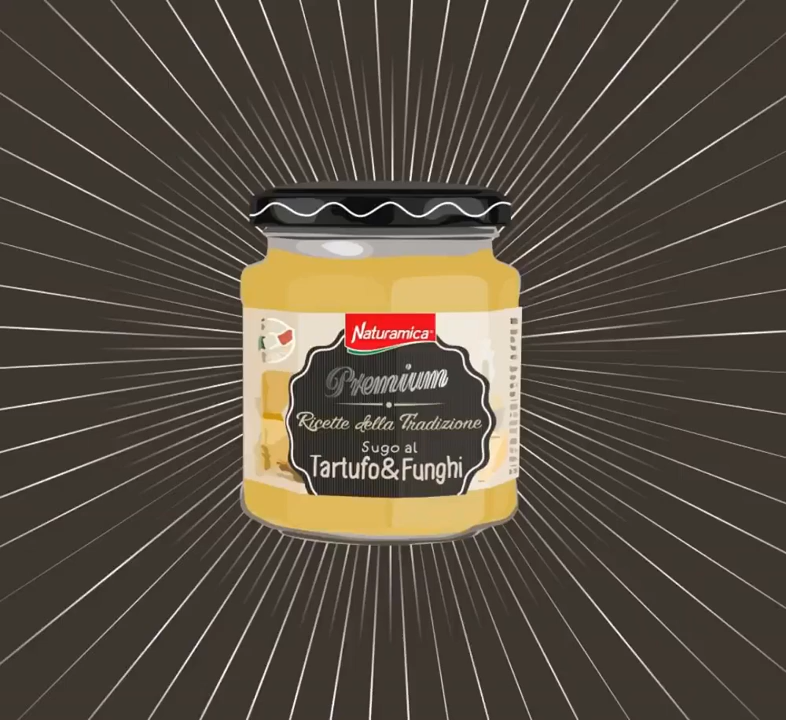 Naturamica
Premium
Ricette della Tradizione
Sugo al
Tartufo&Funghi